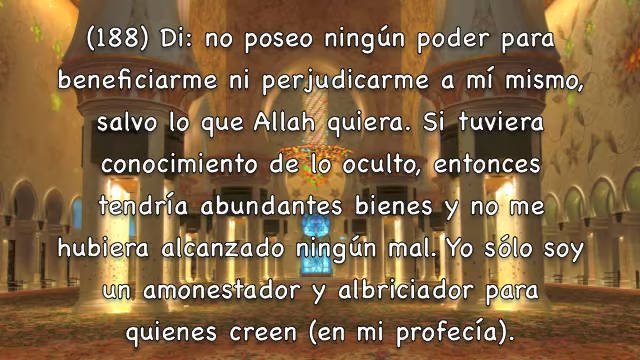 (188) Di: no poseo ningún poder para
beneficiarme ni perjudicarme a mí mismo,
salvo lo que Allah quiera. Si tuviera
conocimiento de lo oculto, entonces
tendría abundantes bienes y no me
hubiera alcanzado ningún mal. Yo sólo soy
un amonestador y albriciador para
quienes creen (en mi profecía).